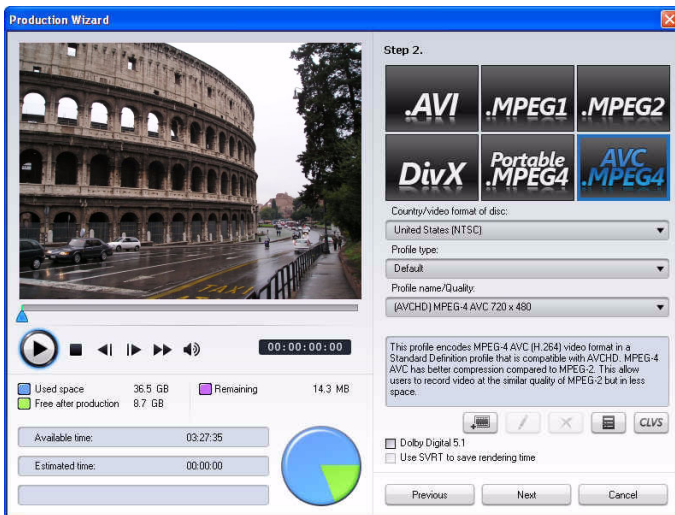 Production Wizard
Step 2.
.AVI
.MPEG1
.MPEG2
DivX
Portable
.MPEG4
AVC
.MPEG4
Country/video format of disc:
United States (NTSC)
Profile type:
Default
Profile name/Quality:
(AVCHD) MPEG-4 AVC 720 x 480
TAXI
00:00:00:00
This profile encodes MPEG-4 AVC (H.264) video format in a
Standard Definition profile that is compatible with AVCHD. MPEG-4
AVC has better compression compared to MPEG-2. This allow
users to record video at the similar quality of MPEG-2 but in less
space.
Used space 36.5 GB Remaining 14.3 MB
Free after production 8.7 GB
CLVS
Available time: 03:27:35
Estimated time: 00:00:00
Dolby Digital 5.1
Use SVRT to save rendering time
Previous Next Cancel